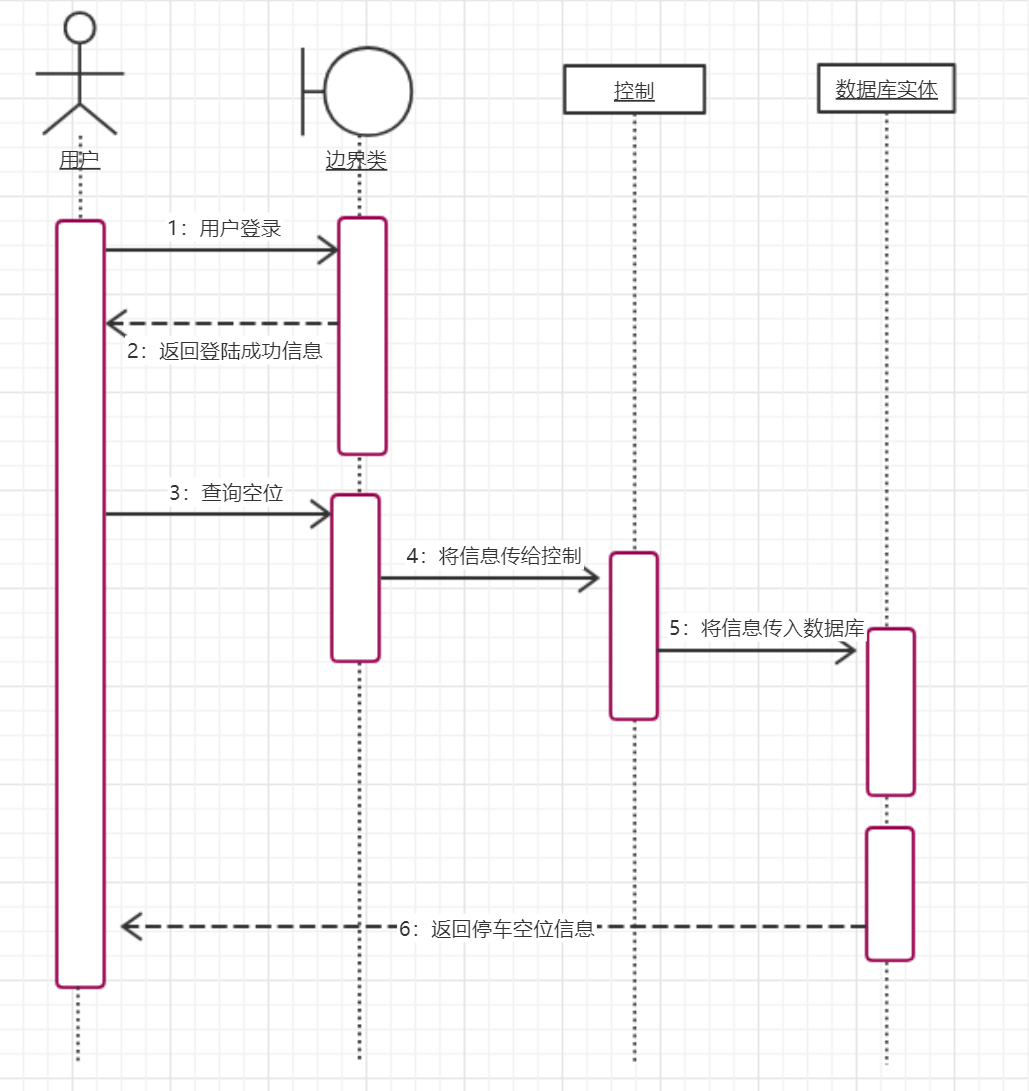 用户
边界类
控制
数据库实体
1：用户登录
2：返回登陆成功信息
3：查询空位
4：将信息传给控制
5：将信息传入数据库
6：返回停车空位信息